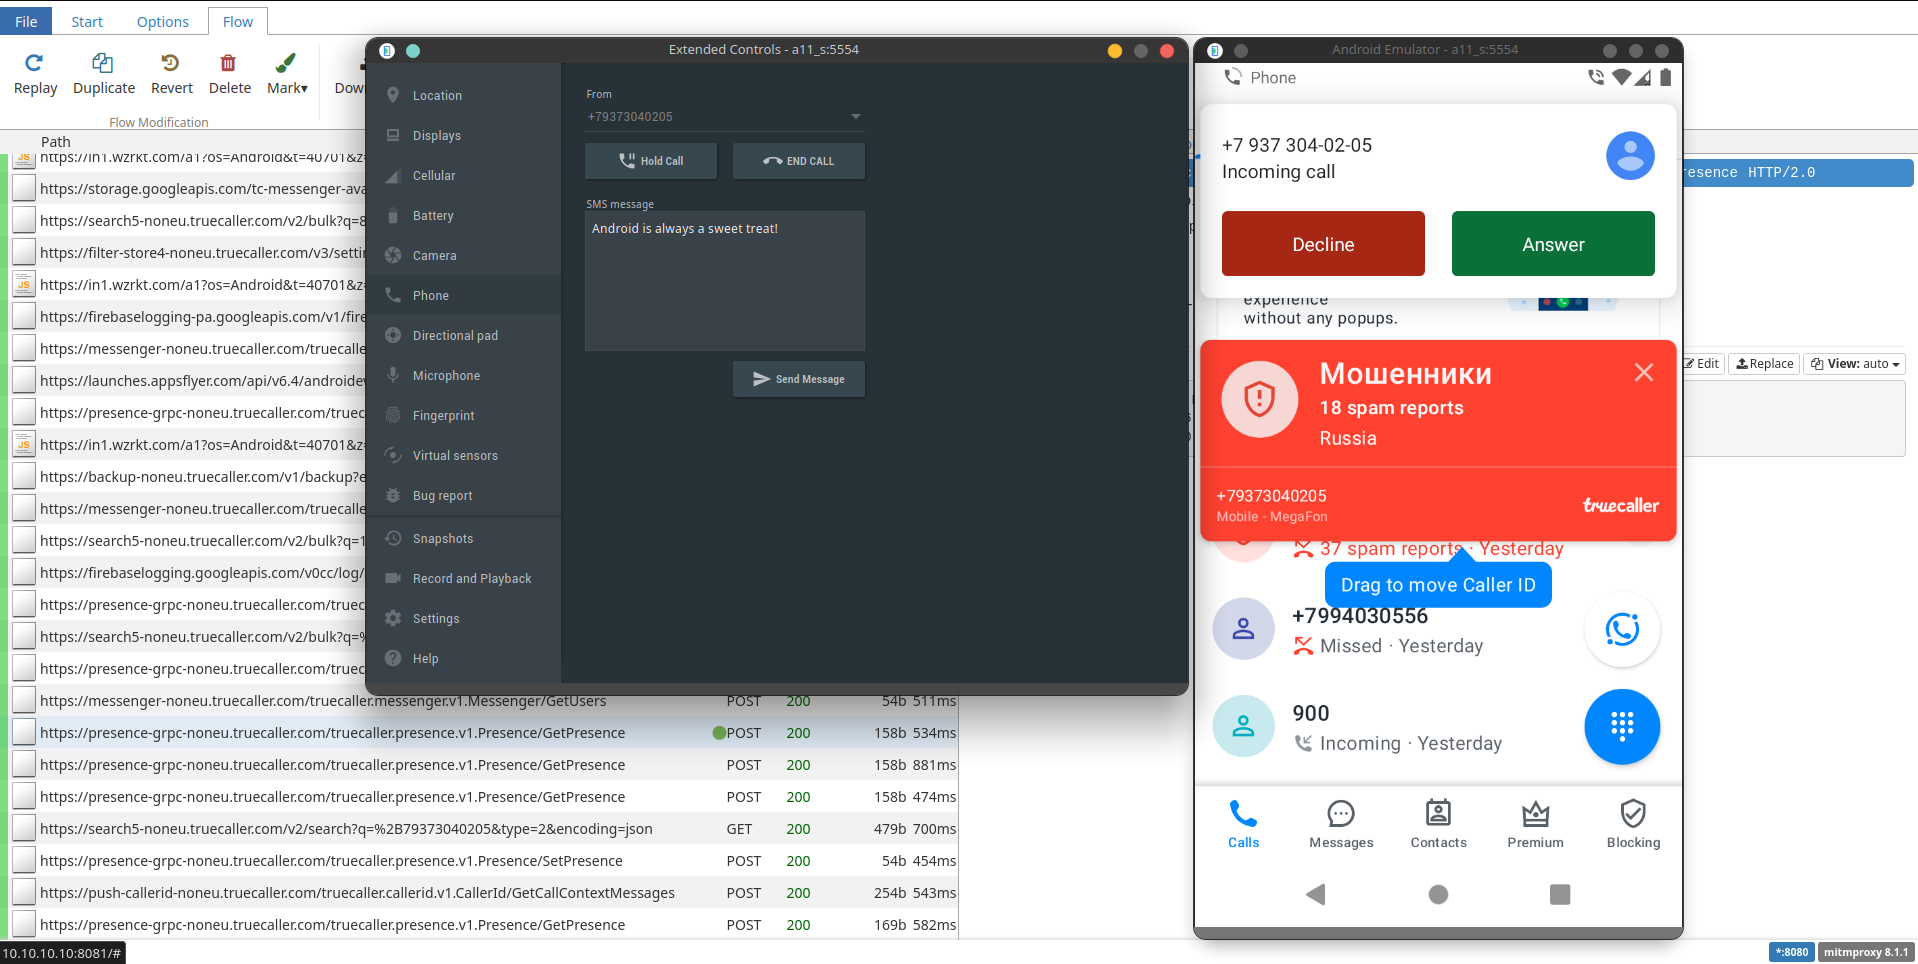 File Start Options Flow
Replay Duplicate Revert Delete Mark▾
Flow Modification
Path
https://in1.wzrkt.com/a1?os=Android&t=40701&z=
https://storage.googleapis.com/tc-messenger-ava
https://search5-noneu.truecaller.com/v2/bulk?q=8
https://filter-store4-noneu.truecaller.com/v3/settin
https://in1.wzrkt.com/a1?os=Android&t=40701&z=
https://firebaselogging-pa.googleapis.com/v1/fire
https://messenger-noneu.truecaller.com/truecalle
https://launches.appsflyer.com/api/v6.4/androidev
https://presence-grpc-noneu.truecaller.com/truec
https://in1.wzrkt.com/a1?os=Android&t=40701&z=
https://backup-noneu.truecaller.com/v1/backup?e
https://messenger-noneu.truecaller.com/truecalle
https://search5-noneu.truecaller.com/v2/bulk?q=1
https://firebaselogging.googleapis.com/v0cc/log/
https://presence-grpc-noneu.truecaller.com/truec
https://search5-noneu.truecaller.com/v2/bulk?q=%
https://presence-grpc-noneu.truecaller.com/truec
https://messenger-noneu.truecaller.com/truecaller.messenger.v1.Messenger/GetUsers POST 200 54b 511ms
https://presence-grpc-noneu.truecaller.com/truecaller.presence.v1.Presence/GetPresence POST 200 158b 534ms
https://presence-grpc-noneu.truecaller.com/truecaller.presence.v1.Presence/GetPresence POST 200 158b 881ms
https://presence-grpc-noneu.truecaller.com/truecaller.presence.v1.Presence/GetPresence POST 200 158b 474ms
https://search5-noneu.truecaller.com/v2/search?q=%2B79373040205&type=2&encoding=json GET 200 479b 700ms
https://presence-grpc-noneu.truecaller.com/truecaller.presence.v1.Presence/SetPresence POST 200 54b 454ms
https://push-callerid-noneu.truecaller.com/truecaller.callerid.v1.CallerId/GetCallContextMessages POST 200 254b 543ms
https://presence-grpc-noneu.truecaller.com/truecaller.presence.v1.Presence/GetPresence POST 200 169b 582ms
10.10.10.10:8081/#
Extended Controls - a11_s:5554
Location
Displays
Cellular
Battery
Camera
Phone
Directional pad
Microphone
Fingerprint
Virtual sensors
Bug report
Snapshots
Record and Playback
Settings
Help
From
+79373040205
Hold Call END CALL
SMS message
Android is always a sweet treat!
Send Message
Android Emulator - a11_s:5554
Phone
+7 937 304-02-05
Incoming call
Decline Answer
experience
without any popups.
Мошенники
18 spam reports
Russia
+79373040205
Mobile - MegaFon
truecaller
37 spam reports · Yesterday
Drag to move Caller ID
+7994030556
Missed · Yesterday
900
Incoming · Yesterday
Calls Messages Contacts Premium Blocking
resence HTTP/2.0
Edit Replace View: auto
*:8080 mitmproxy 8.1.1